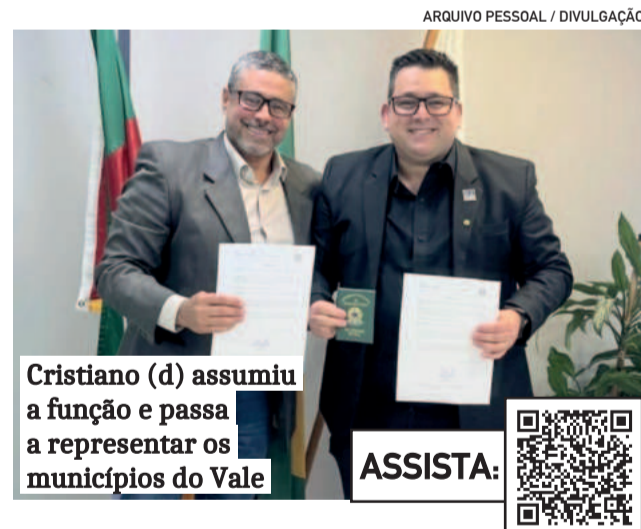 ARQUIVO PESSOAL / DIVULGAÇÃO
Cristiano (d) assumiu
a função e passa
a representar os
municípios do Vale
ASSISTA: